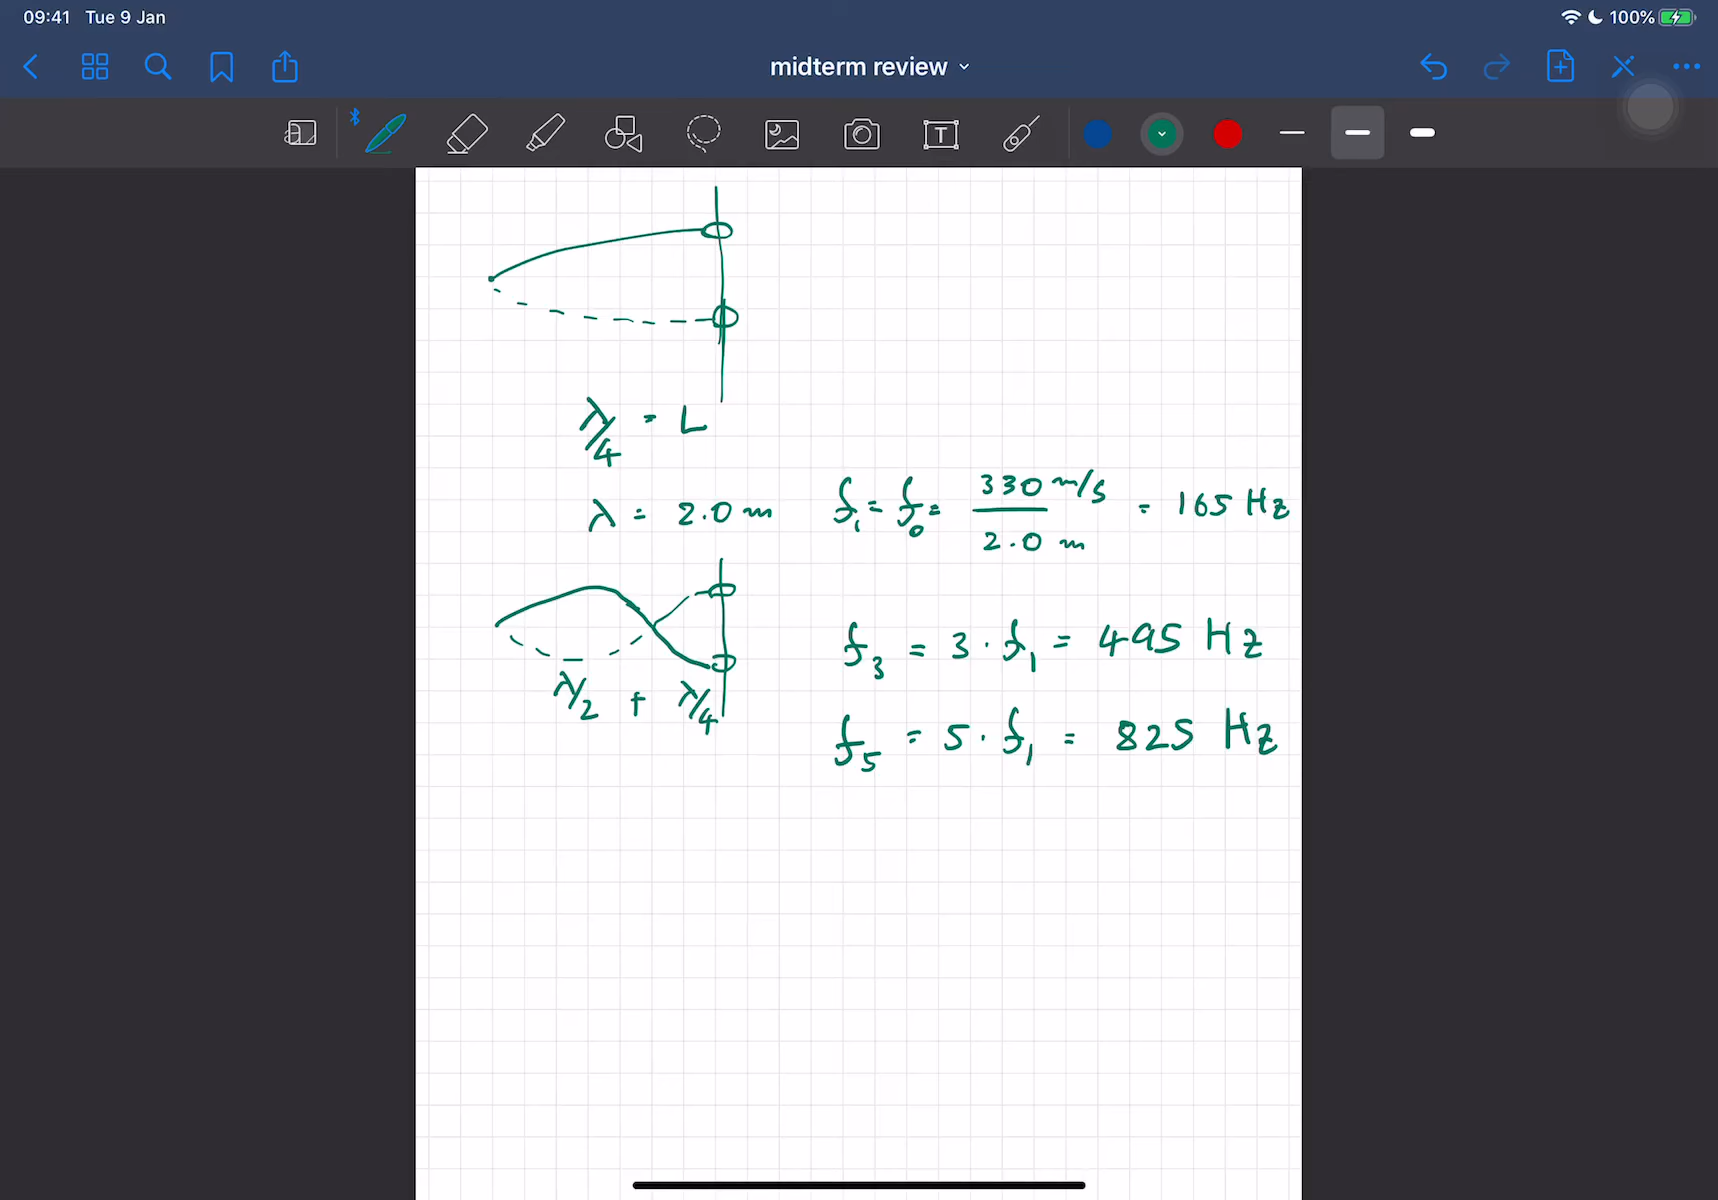 09:41 Tue 9 Jan
100%
midterm review
T
λ/4 = L
λ = 2.0 m
f₁ = f₀ = 330 m/s / 2.0 m = 165 Hz
f₃ = 3 · f₁ = 495 Hz
λ/2 + λ/4
f₅ = 5 · f₁ = 825 Hz